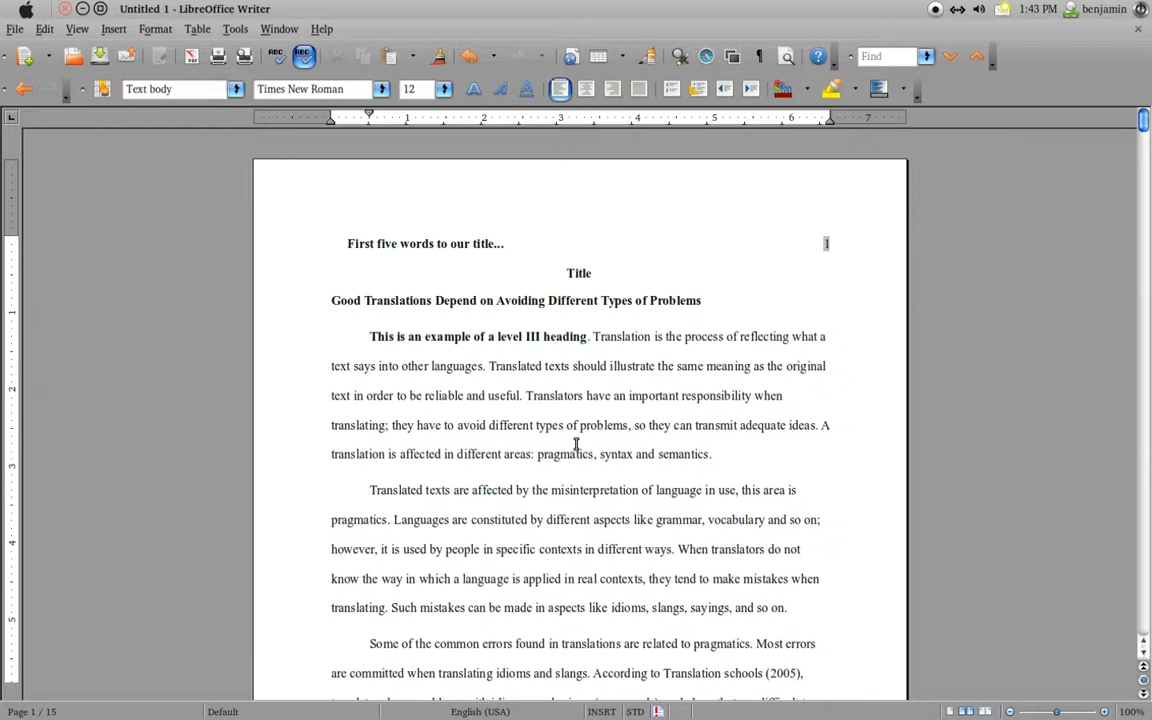 Untitled 1 - LibreOffice Writer
1:43 PM benjamin
File Edit View Insert Format Table Tools Window Help
ABC ABC Find
Text body Times New Roman 12
1 2 3 4 5 6 7
First five words to our title... 1
Title
Good Translations Depend on Avoiding Different Types of Problems
This is an example of a level III heading. Translation is the process of reflecting what a
text says into other languages. Translated texts should illustrate the same meaning as the original
text in order to be reliable and useful. Translators have an important responsibility when
translating; they have to avoid different types of problems, so they can transmit adequate ideas. A
translation is affected in different areas: pragmatics, syntax and semantics.
Translated texts are affected by the misinterpretation of language in use, this area is
pragmatics. Languages are constituted by different aspects like grammar, vocabulary and so on;
however, it is used by people in specific contexts in different ways. When translators do not
know the way in which a language is applied in real contexts, they tend to make mistakes when
translating. Such mistakes can be made in aspects like idioms, slangs, sayings, and so on.
Some of the common errors found in translations are related to pragmatics. Most errors
are committed when translating idioms and slangs. According to Translation schools (2005),
Page 1 / 15 Default English (USA) INSRT STD 100%